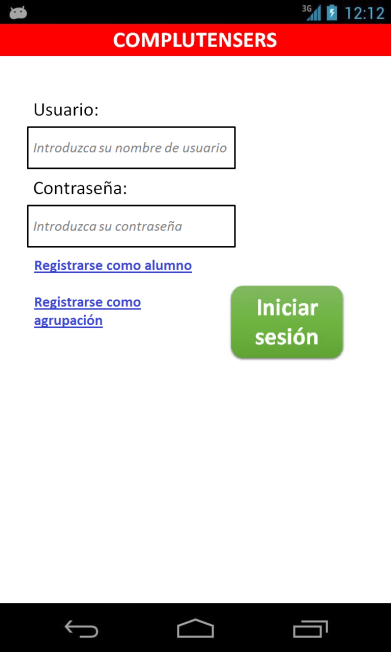 3G 12:12
COMPLUTENSERS
Usuario:
Introduzca su nombre de usuario
Contraseña:
Introduzca su contraseña
Registrarse como alumno
Registrarse como
agrupación
Iniciar
sesión